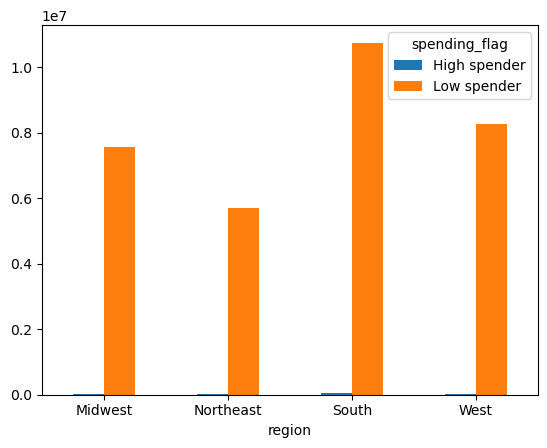 1e7
spending_flag
High spender
Low spender
1.0
0.8
0.6
0.4
0.2
0.0
Midwest Northeast South West
region